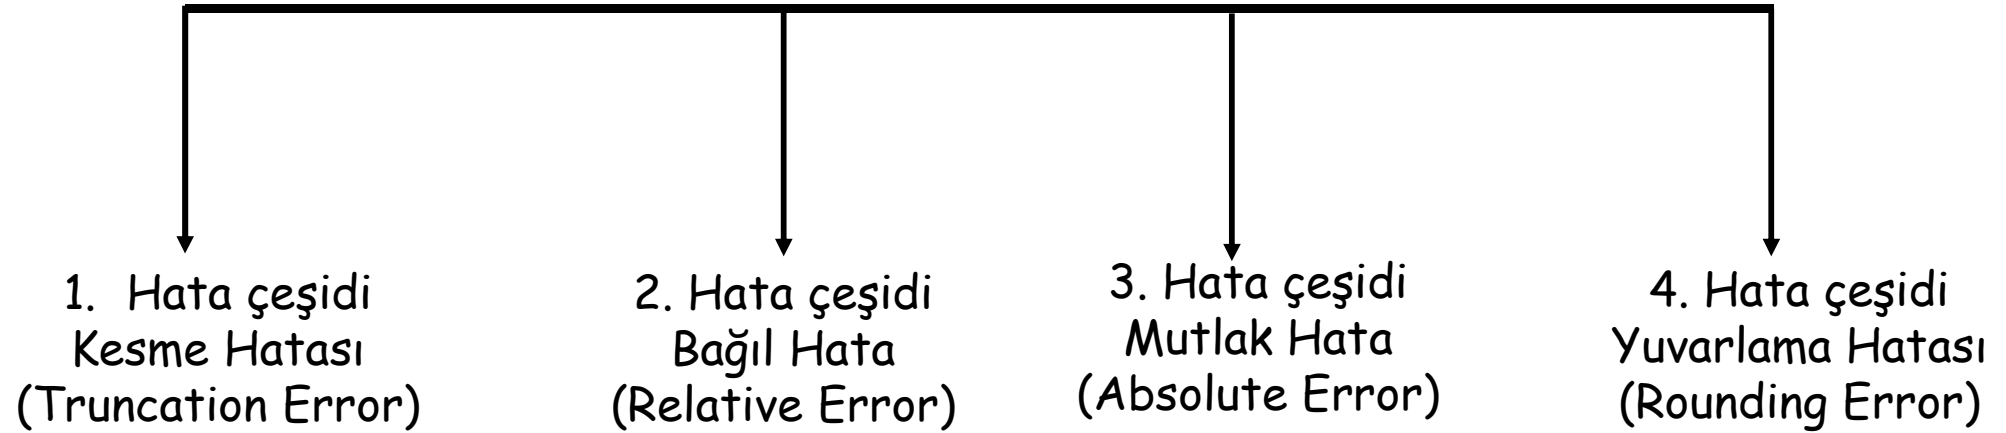 1. Hata çeşidi
Kesme Hatası
(Truncation Error)
2. Hata çeşidi
Bağıl Hata
(Relative Error)
3. Hata çeşidi
Mutlak Hata
(Absolute Error)
4. Hata çeşidi
Yuvarlama Hatası
(Rounding Error)